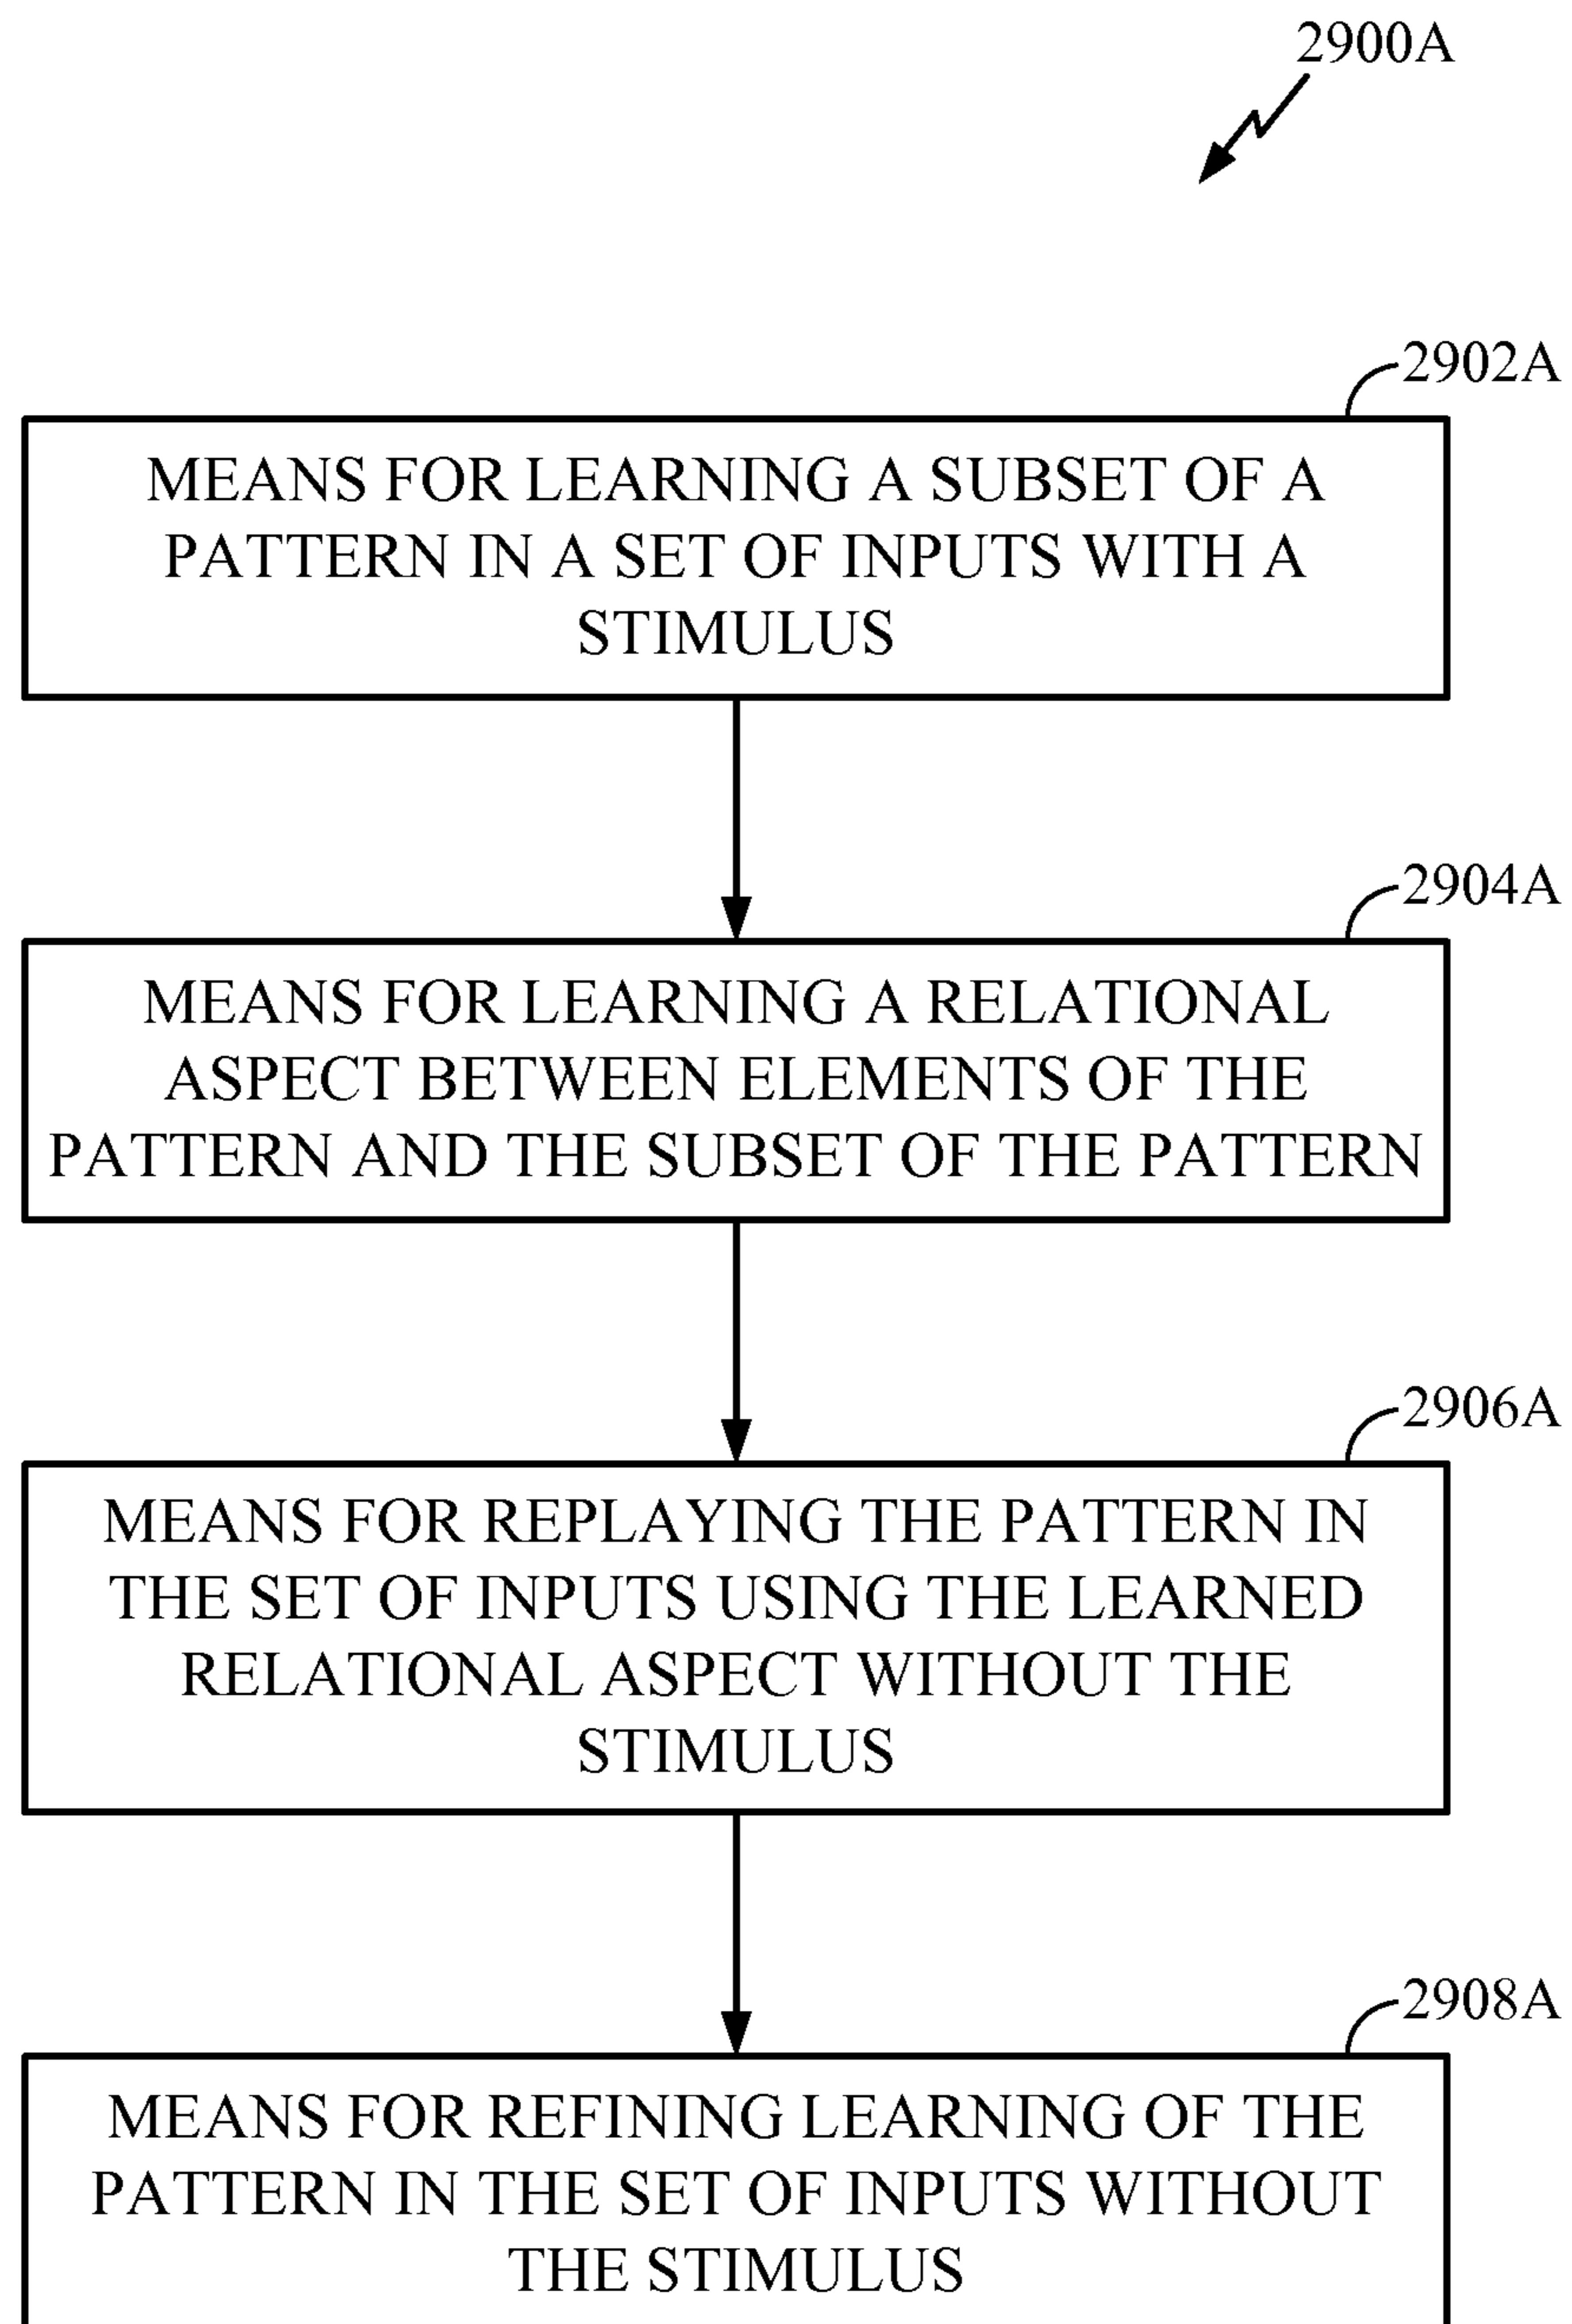 2900A
2902A
MEANS FOR LEARNING A SUBSET OF A
PATTERN IN A SET OF INPUTS WITH A
STIMULUS
2904A
MEANS FOR LEARNING A RELATIONAL
ASPECT BETWEEN ELEMENTS OF THE
PATTERN AND THE SUBSET OF THE PATTERN
2906A
MEANS FOR REPLAYING THE PATTERN IN
THE SET OF INPUTS USING THE LEARNED
RELATIONAL ASPECT WITHOUT THE
STIMULUS
2908A
MEANS FOR REFINING LEARNING OF THE
PATTERN IN THE SET OF INPUTS WITHOUT
THE STIMULUS